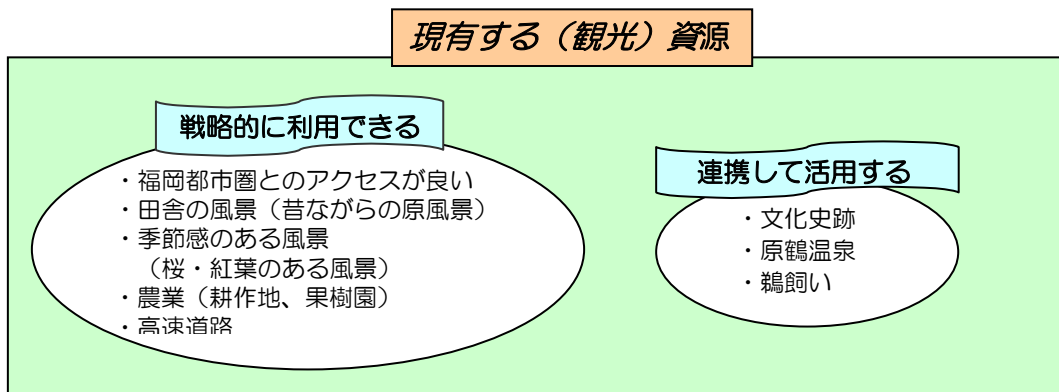 現有する（観光）資源
戦略的に利用できる
・福岡都市圏とのアクセスが良い
・田舎の風景（昔ながらの原風景）
・季節感のある風景
（桜・紅葉のある風景）
・農業（耕作地、果樹園）
・高速道路
連携して活用する
・文化史跡
・原鶴温泉
・鵜飼い